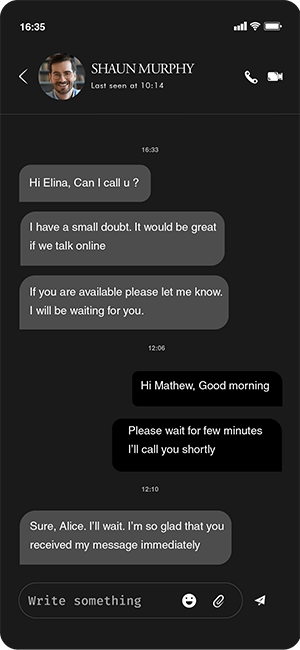 16:35
SHAUN MURPHY
Last seen at 10:14
16:33
Hi Elina, Can I call u ?
I have a small doubt. It would be great
if we talk online
If you are available please let me know.
I will be waiting for you.
12:06
Hi Mathew, Good morning
Please wait for few minutes
I'll call you shortly
12:10
Sure, Alice. I'll wait. I'm so glad that you
received my message immediately
Write something